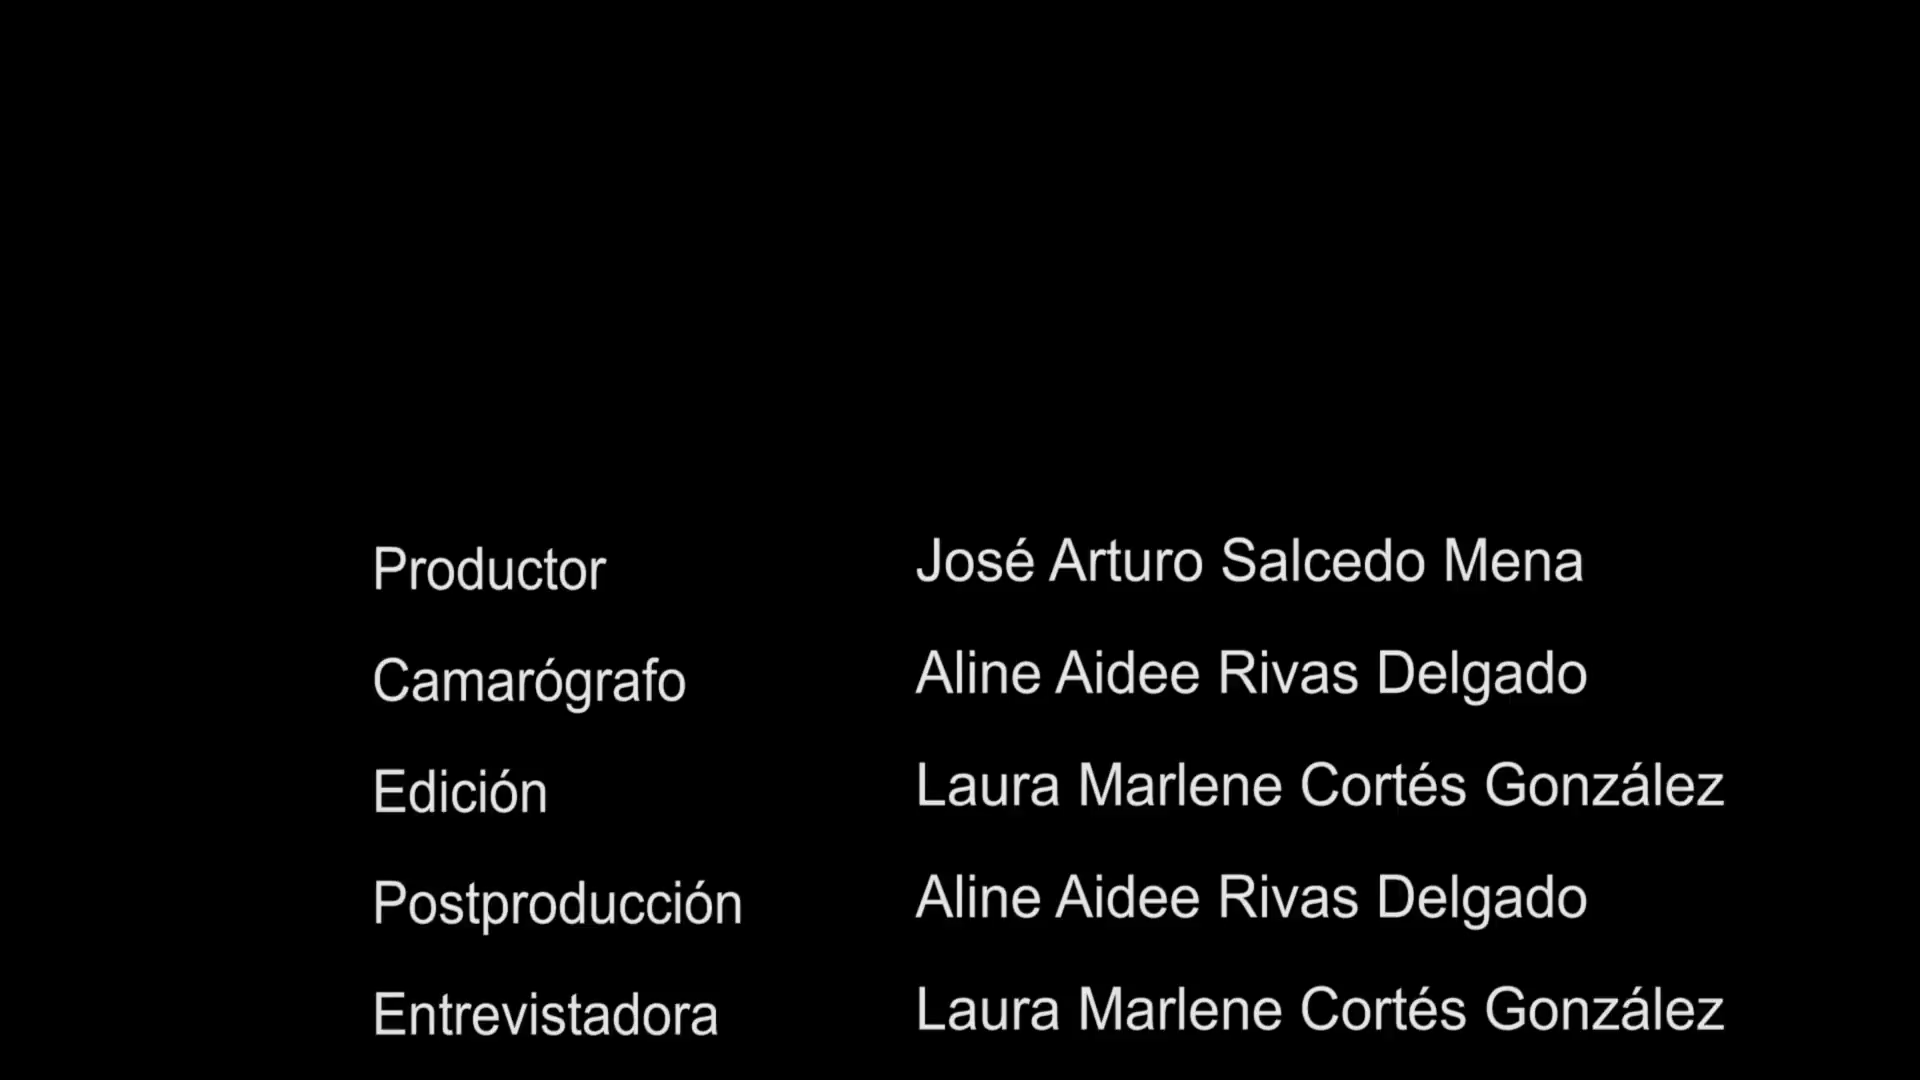 Productor José Arturo Salcedo Mena
Camarógrafo Aline Aidee Rivas Delgado
Edición Laura Marlene Cortés González
Postproducción Aline Aidee Rivas Delgado
Entrevistadora Laura Marlene Cortés González